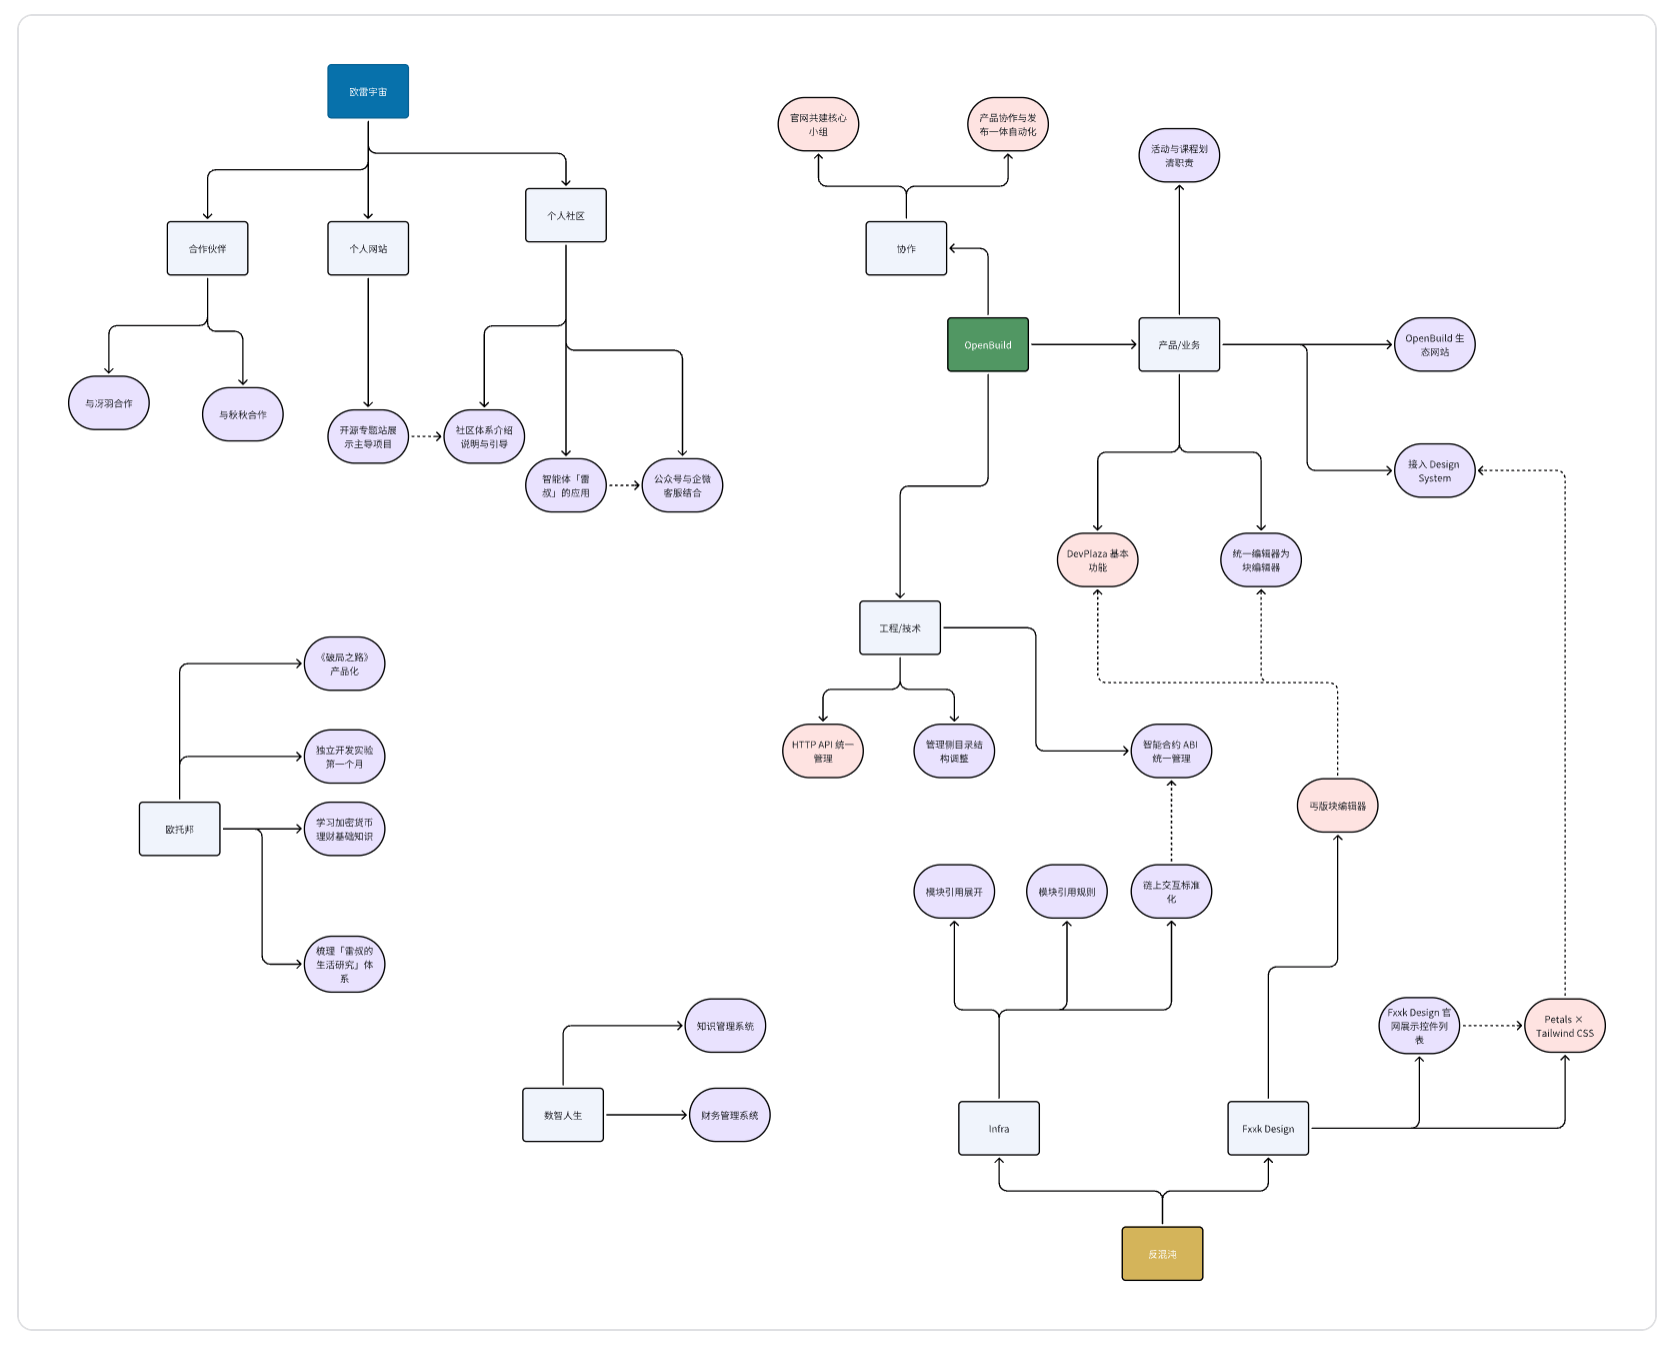 欧雷宇宙
合作伙伴
个人网站
个人社区
与冴羽合作
与秋秋合作
开源专题站展
示主导项目
社区体系介绍
说明与引导
智能体「雷
叔」的应用
公众号与企微
客服结合
官网共建核心
小组
产品协作与发
布一体自动化
活动与课程划
清职责
协作
OpenBuild
产品/业务
OpenBuild 生
态网站
接入 Design
System
DevPlaza 基本
功能
统一编辑器为
块编辑器
工程/技术
HTTP API 统一
管理
管理侧目录结
构调整
智能合约 ABI
统一管理
丐版块编辑器
模块引用展开
模块引用规则
链上交互标准
化
《破局之路》
产品化
独立开发实验
第一个月
欧托邦
学习加密货币
理财基础知识
梳理「雷叔的
生活研究」体
系
知识管理系统
数智人生
财务管理系统
Fxxk Design 官
网展示控件列
表
Petals ×
Tailwind CSS
Infra
Fxxk Design
反混沌